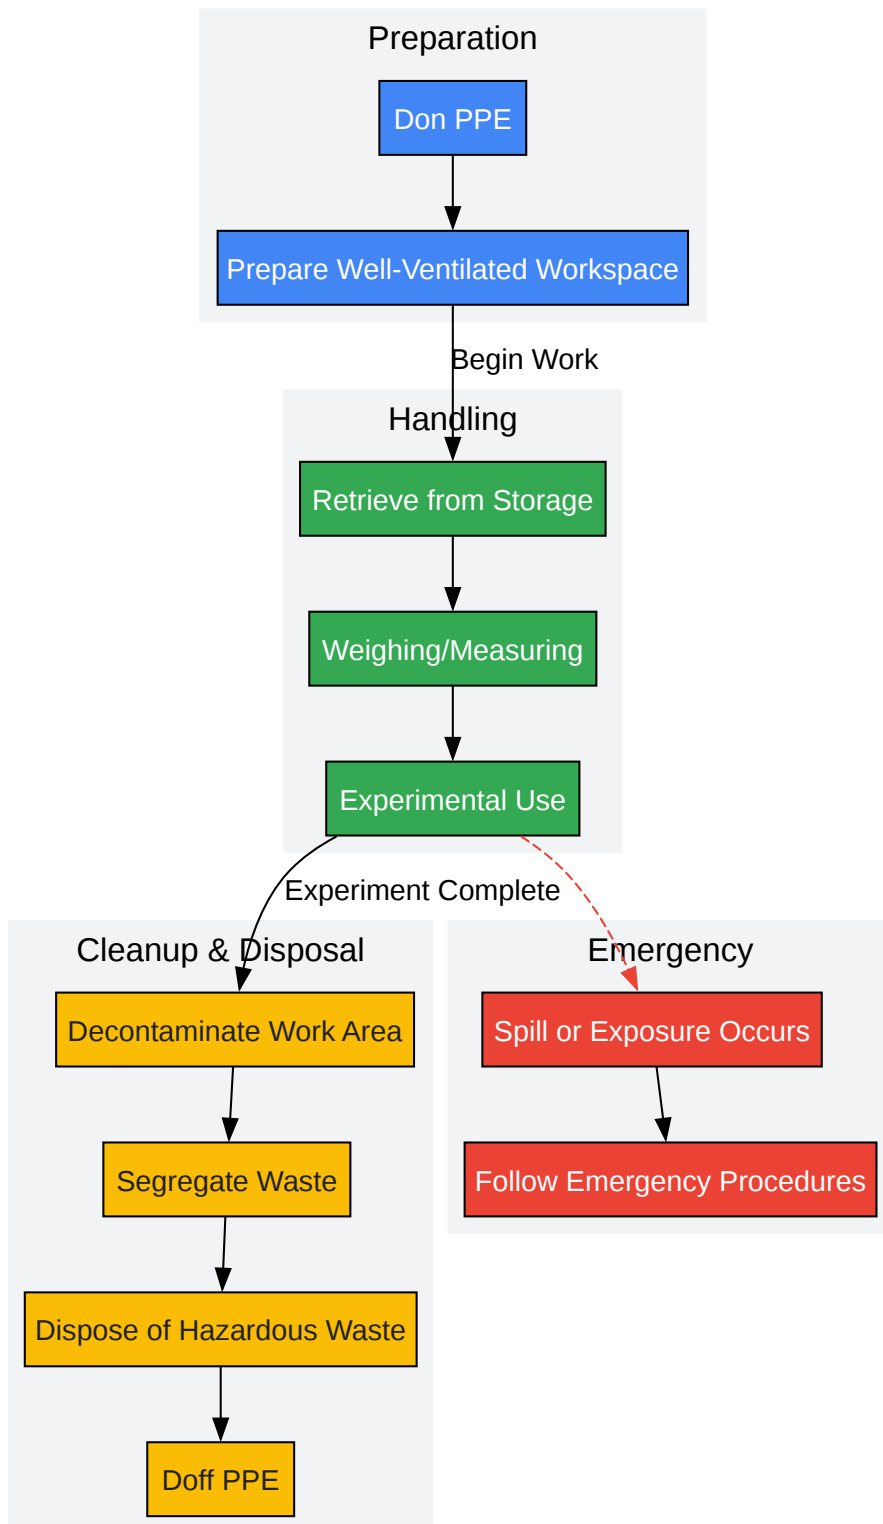 Preparation
Don PPE
Prepare Well-Ventilated Workspace
Begin Work
Handling
Retrieve from Storage
Weighing/Measuring
Experimental Use
Experiment Complete
Cleanup & Disposal
Decontaminate Work Area
Segregate Waste
Dispose of Hazardous Waste
Doff PPE
Emergency
Spill or Exposure Occurs
Follow Emergency Procedures